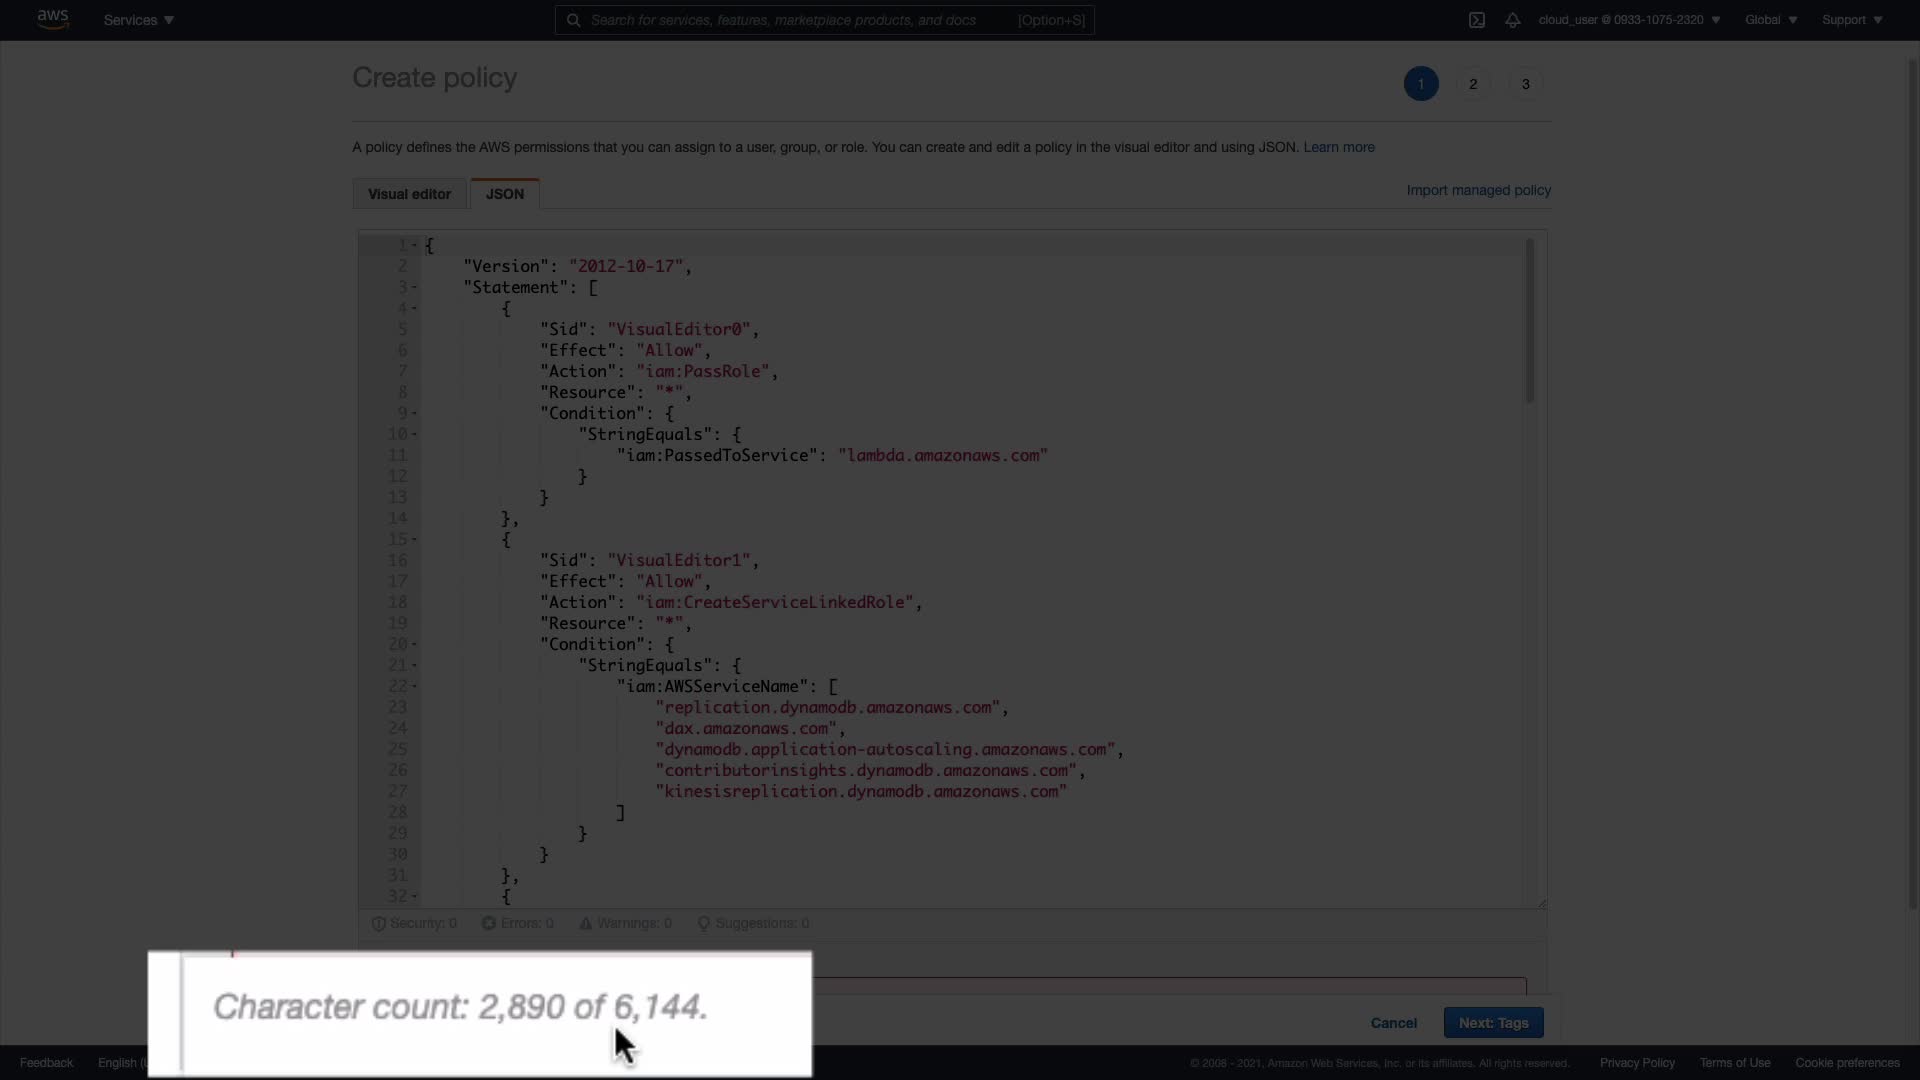 aws Services ▼ Search for services, features, marketplace products, and docs [Option+S] cloud_user @ 0933-1075-2320 ▼ Global ▼ Support ▼
Create policy 1 2 3
A policy defines the AWS permissions that you can assign to a user, group, or role. You can create and edit a policy in the visual editor and using JSON. Learn more
Visual editor JSON Import managed policy
1 {
2 "Version": "2012-10-17",
3 "Statement": [
4 {
5 "Sid": "VisualEditor0",
6 "Effect": "Allow",
7 "Action": "iam:PassRole",
8 "Resource": "*",
9 "Condition": {
10 "StringEquals": {
11 "iam:PassedToService": "lambda.amazonaws.com"
12 }
13 }
14 },
15 {
16 "Sid": "VisualEditor1",
17 "Effect": "Allow",
18 "Action": "iam:CreateServiceLinkedRole",
19 "Resource": "*",
20 "Condition": {
21 "StringEquals": {
22 "iam:AWSServiceName": [
23 "replication.dynamodb.amazonaws.com",
24 "dax.amazonaws.com",
25 "dynamodb.application-autoscaling.amazonaws.com",
26 "contributorinsights.dynamodb.amazonaws.com",
27 "kinesisreplication.dynamodb.amazonaws.com"
28 ]
29 }
30 }
31 },
32 {
Security: 0 Errors: 0 Warnings: 0 Suggestions: 0
Character count: 2,890 of 6,144.
Cancel Next: Tags
Feedback English © 2008 - 2021, Amazon Web Services, Inc. or its affiliates. All rights reserved. Privacy Policy Terms of Use Cookie preferences